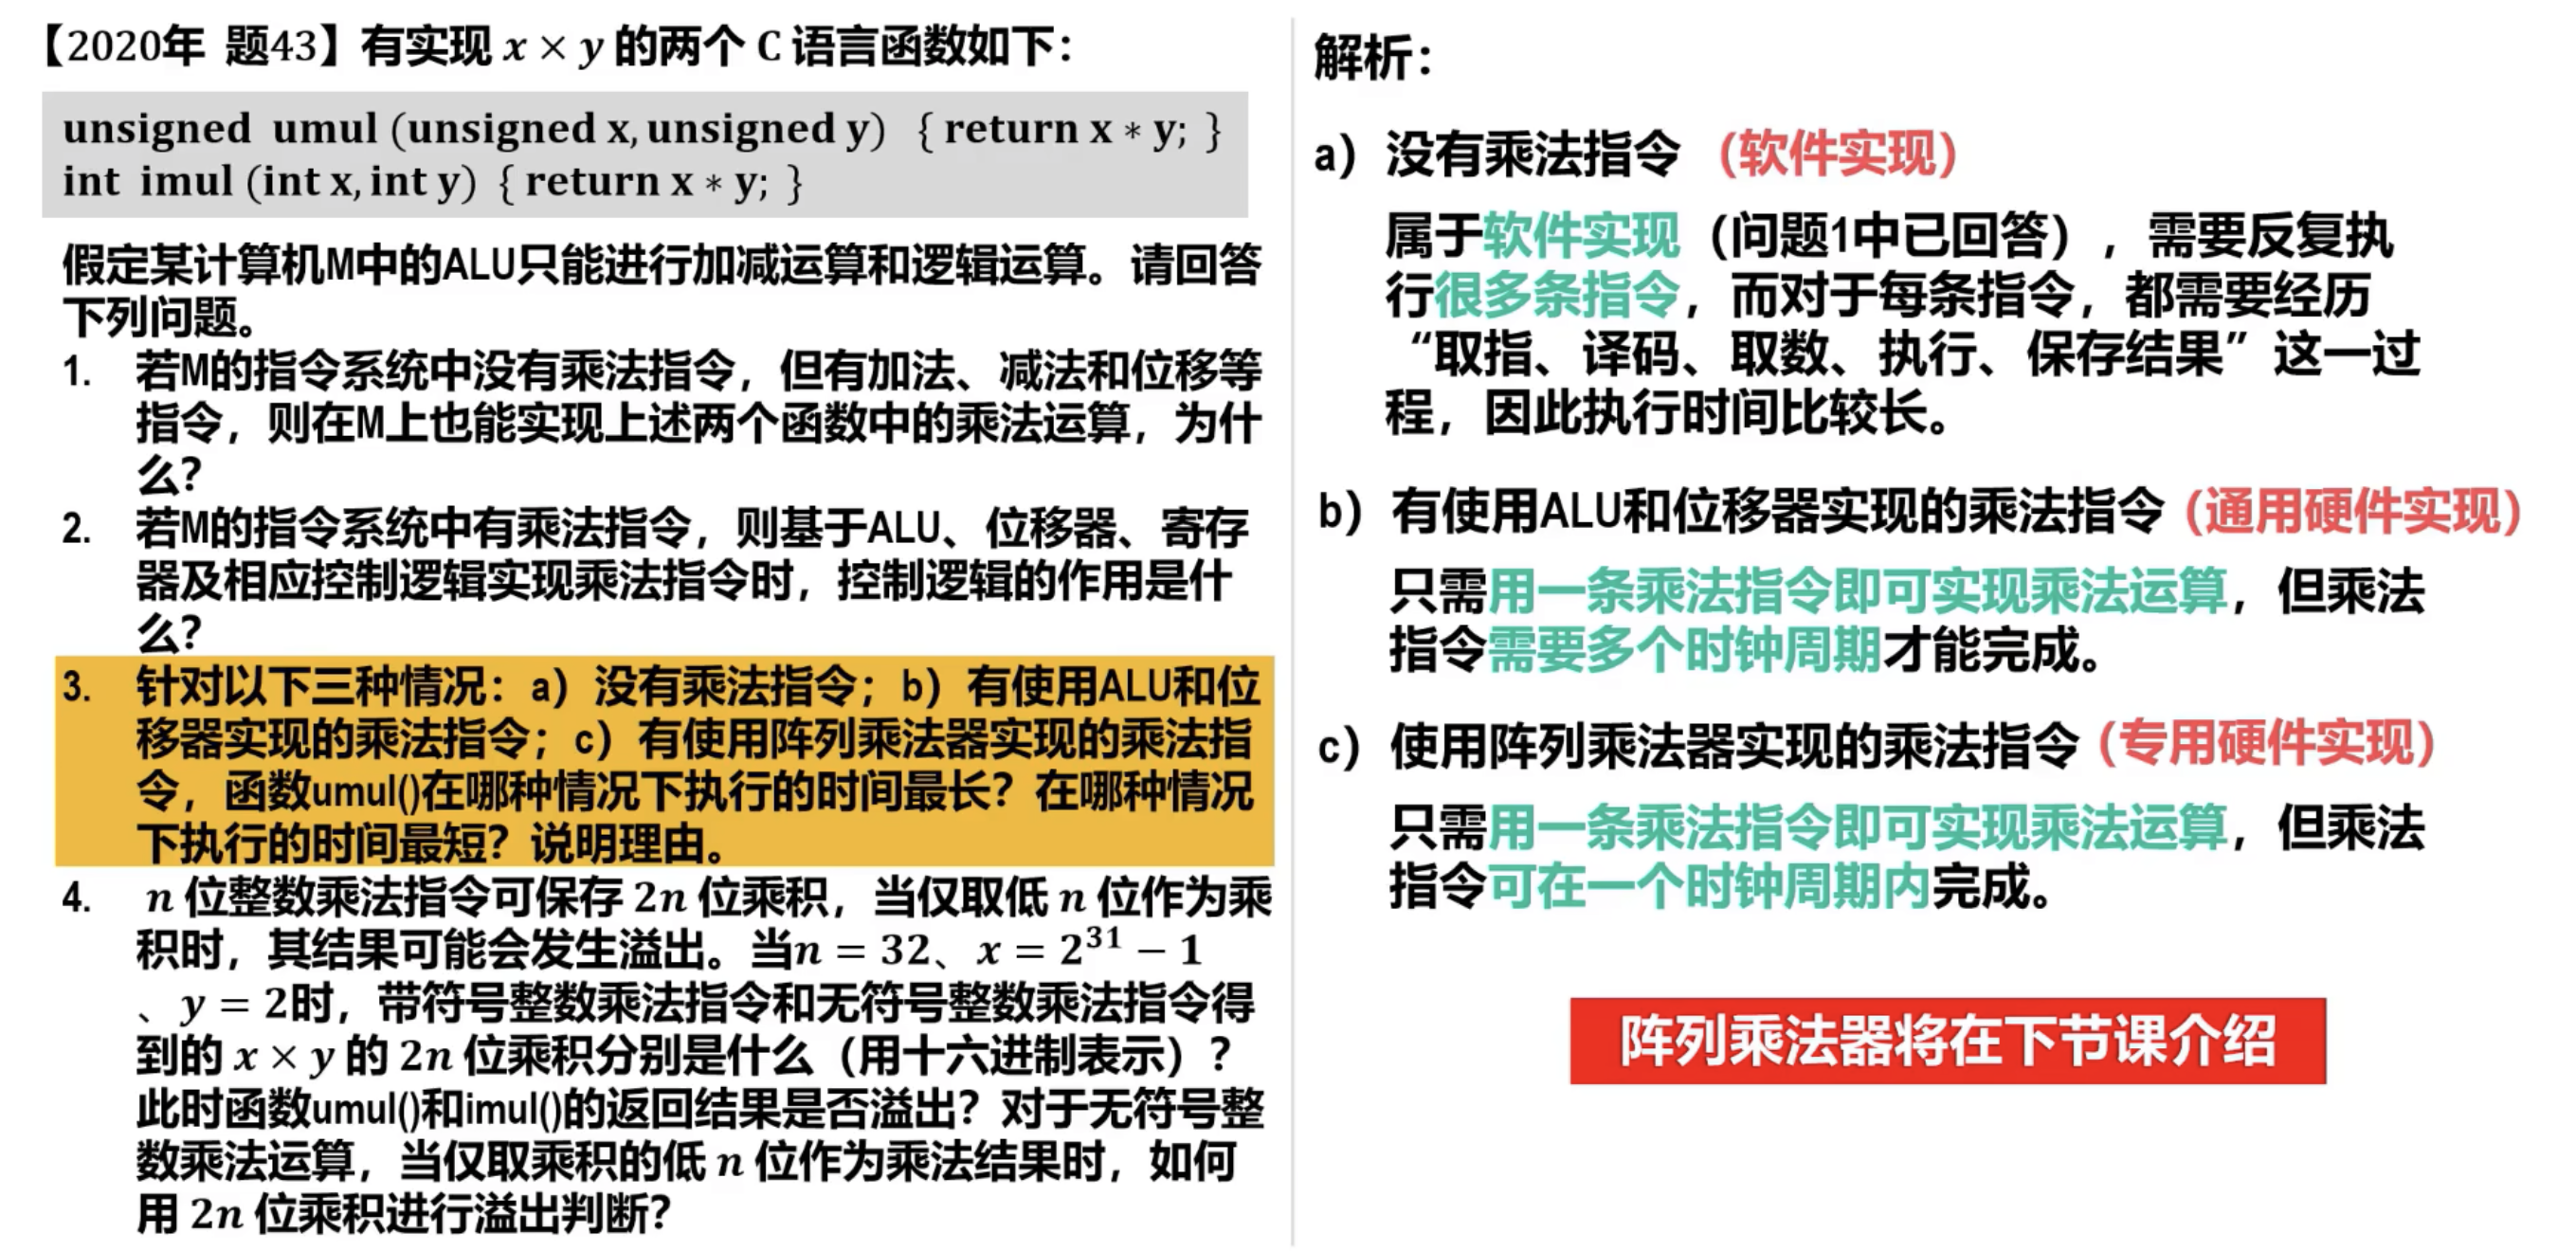 【2020年 题43】有实现 x × y 的两个 C 语言函数如下：
unsigned umul (unsigned x, unsigned y) { return x * y; }
int imul (int x, int y) { return x * y; }
假定某计算机M中的ALU只能进行加减运算和逻辑运算。请回答
下列问题。
1. 若M的指令系统中没有乘法指令，但有加法、减法和位移等
指令，则在M上也能实现上述两个函数中的乘法运算，为什
么？
2. 若M的指令系统中有乘法指令，则基于ALU、位移器、寄存
器及相应控制逻辑实现乘法指令时，控制逻辑的作用是什
么？
3. 针对以下三种情况：a）没有乘法指令；b）有使用ALU和位
移器实现的乘法指令；c）有使用阵列乘法器实现的乘法指
令，函数umul()在哪种情况下执行的时间最长？在哪种情况
下执行的时间最短？说明理由。
4. n 位整数乘法指令可保存 2n 位乘积，当仅取低 n 位作为乘
积时，其结果可能会发生溢出。当n = 32、x = 2³¹ − 1
、y = 2时，带符号整数乘法指令和无符号整数乘法指令得
到的 x × y 的 2n 位乘积分别是什么（用十六进制表示）？
此时函数umul()和imul()的返回结果是否溢出？对于无符号整
数乘法运算，当仅取乘积的低 n 位作为乘法结果时，如何
用 2n 位乘积进行溢出判断？
解析：
a）没有乘法指令（软件实现）
属于软件实现（问题1中已回答），需要反复执
行很多条指令，而对于每条指令，都需要经历
“取指、译码、取数、执行、保存结果”这一过
程，因此执行时间比较长。
b）有使用ALU和位移器实现的乘法指令（通用硬件实现）
只需用一条乘法指令即可实现乘法运算，但乘法
指令需要多个时钟周期才能完成。
c）使用阵列乘法器实现的乘法指令（专用硬件实现）
只需用一条乘法指令即可实现乘法运算，但乘法
指令可在一个时钟周期内完成。
阵列乘法器将在下节课介绍